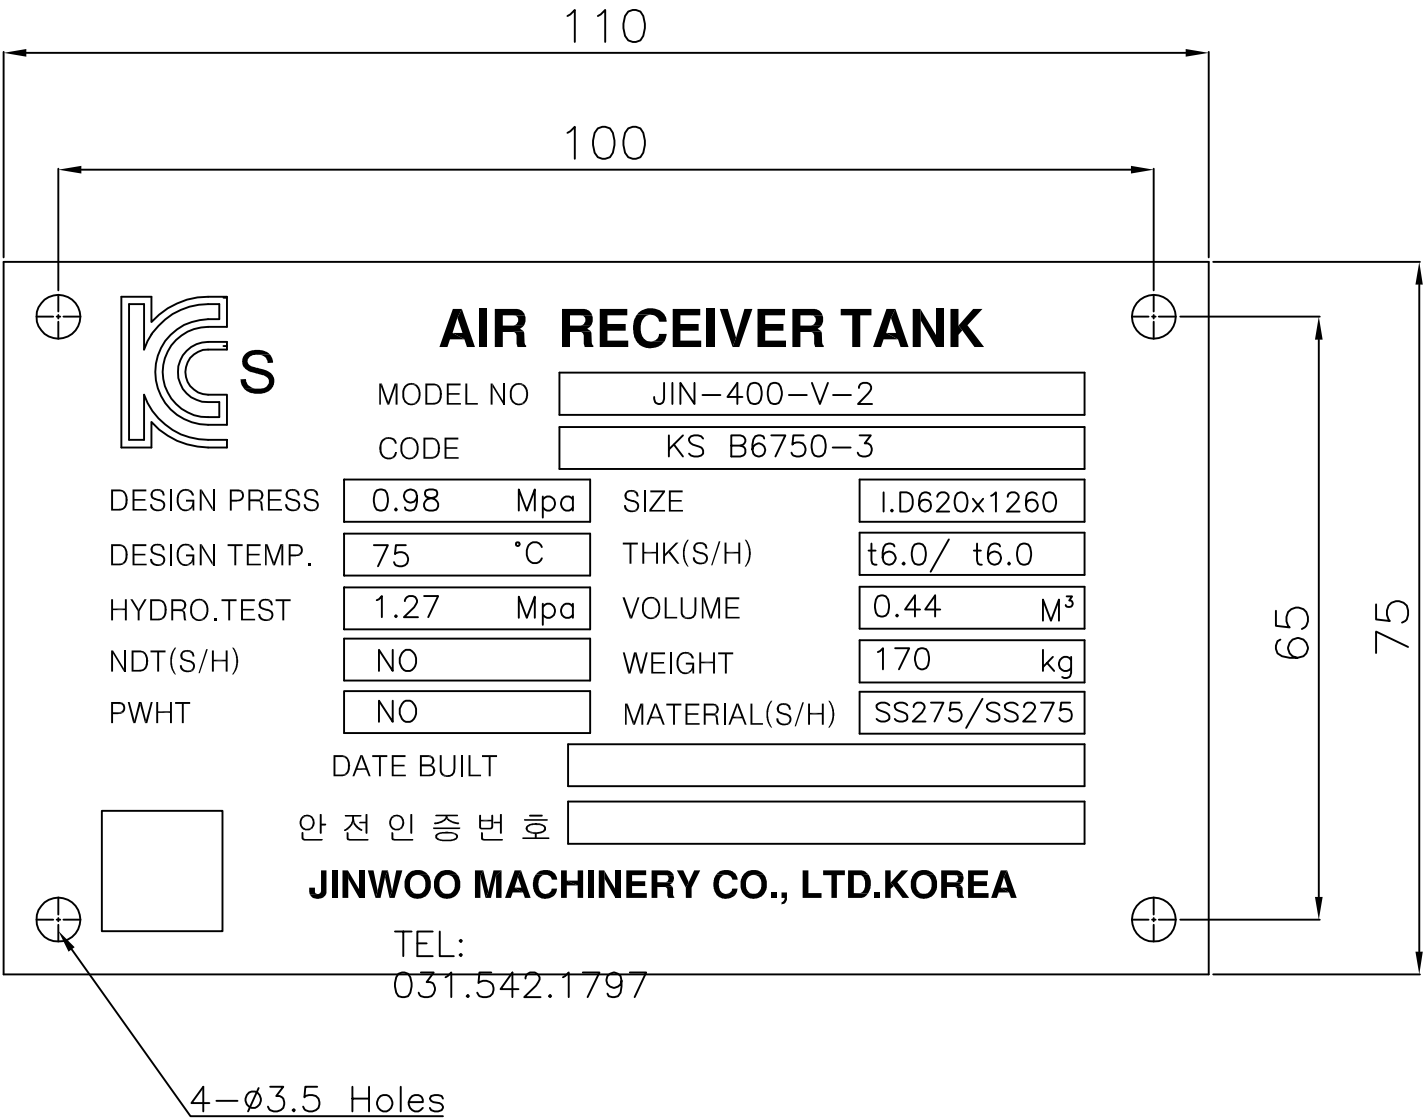 110
100
S
AIR RECEIVER TANK
MODEL NO JIN-400-V-2
CODE KS B6750-3
DESIGN PRESS 0.98 Mpa SIZE I.D620x1260
DESIGN TEMP. 75 °C THK(S/H) t6.0/ t6.0
HYDRO.TEST 1.27 Mpa VOLUME 0.44 M³
NDT(S/H) NO WEIGHT 170 kg
PWHT NO MATERIAL(S/H) SS275/SS275
DATE BUILT
안 전 인 증 번 호
JINWOO MACHINERY CO., LTD.KOREA
TEL:
031.542.1797
65
75
4-ø3.5 Holes